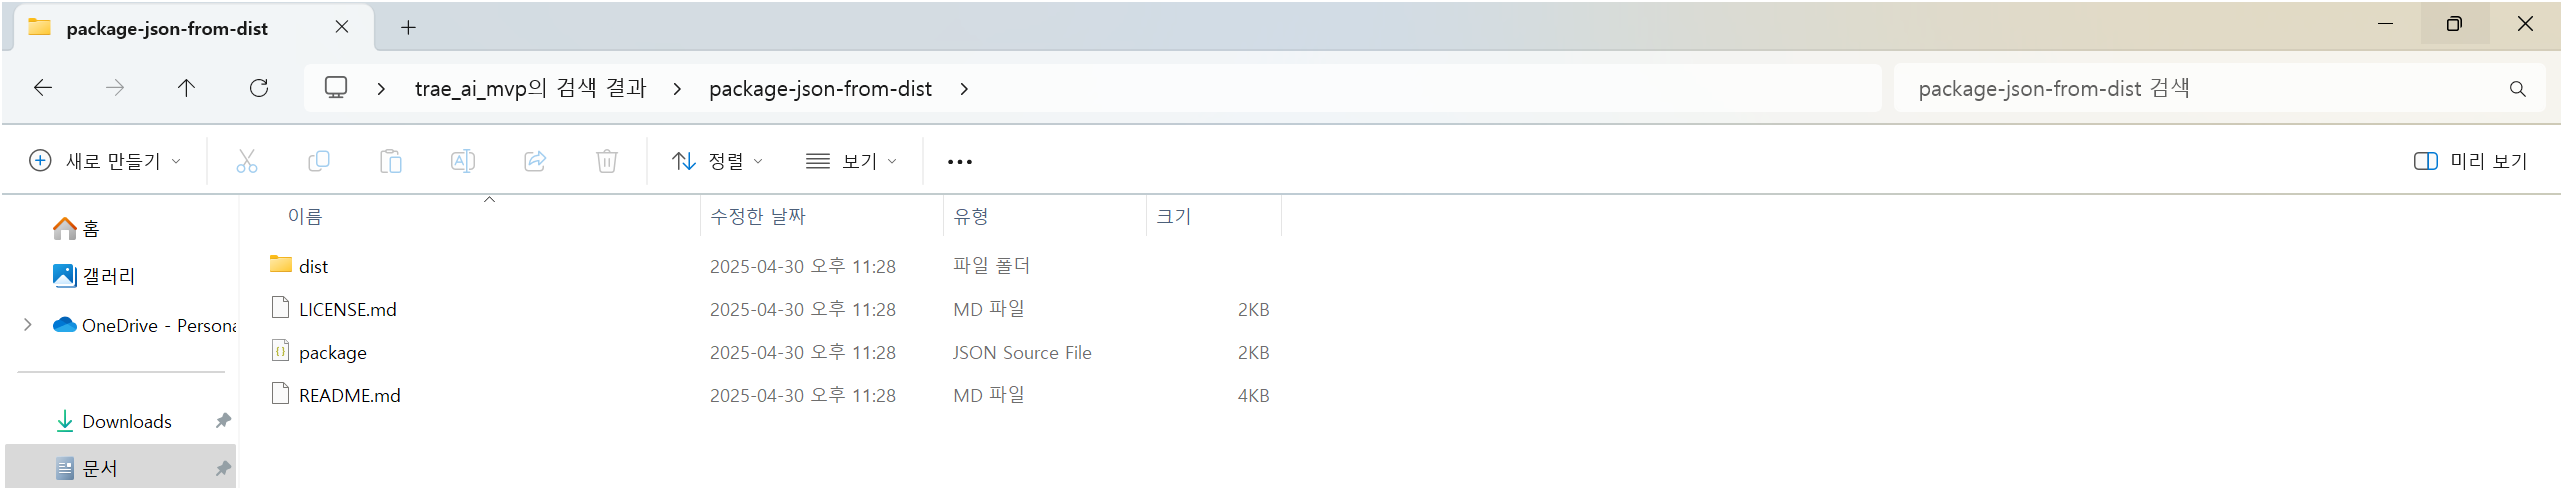 package-json-from-dist
trae_ai_mvp의 검색 결과 package-json-from-dist
package-json-from-dist 검색
새로 만들기 정렬 보기 미리 보기
홈
갤러리
OneDrive - Persona
Downloads
문서
이름 수정한 날짜 유형 크기
dist 2025-04-30 오후 11:28 파일 폴더
LICENSE.md 2025-04-30 오후 11:28 MD 파일 2KB
package 2025-04-30 오후 11:28 JSON Source File 2KB
README.md 2025-04-30 오후 11:28 MD 파일 4KB